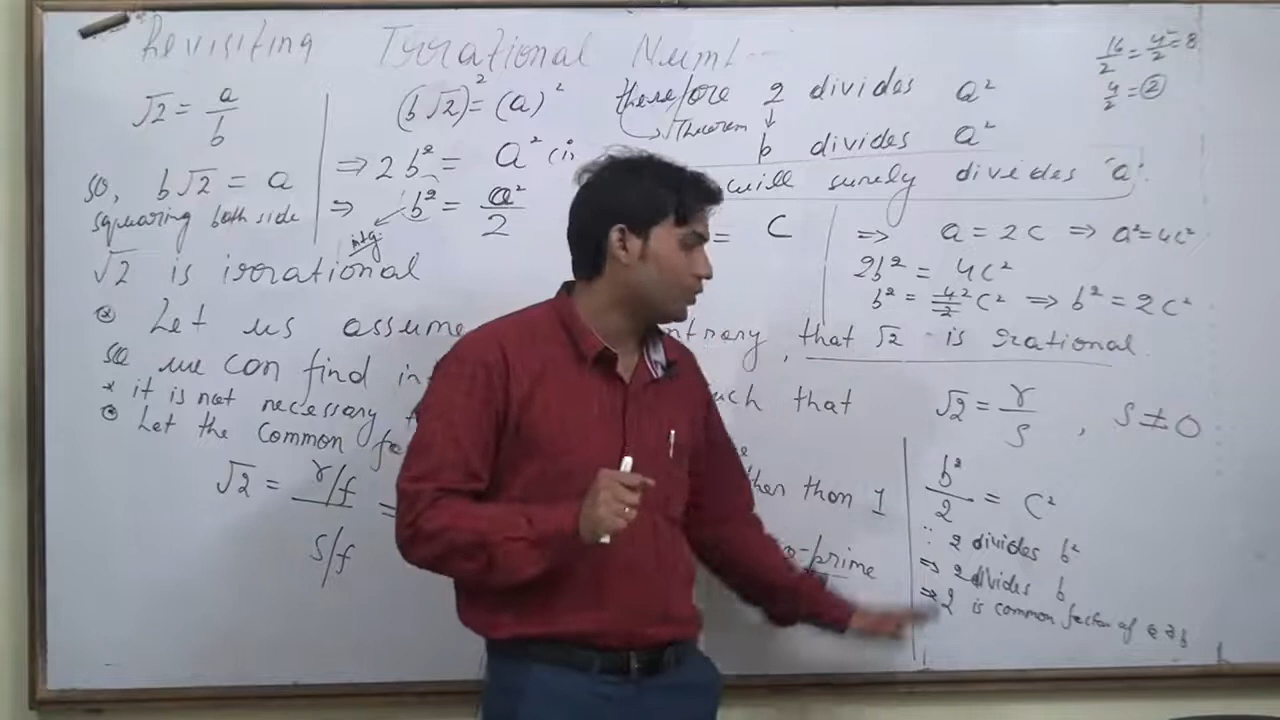 Revisiting Irrational Num
√2 = a/b
so, b√2 = a
squaring both side
(b√2)² = (a)²
⇒ 2b² = a²
⇒ b² = a²/2
therefore 2 divides a²
Theorem
p divides a²
will surely divides 'a'.
16/2 = 4²/2 = 8
4/2 = 2
= C
⇒ a = 2c ⇒ a² = 4c²
2b² = 4c²
b² = 4²/2 c² ⇒ b² = 2c²
√2 is irrational
Let us assume ntrary, that √2 is rational.
so we can find in uch that √2 = r/s, s ≠ 0
* it is not necessary
Let the common fa ther than 1
√2 = r/f / s/f =
o-prime
b²/2 = c²
∵ 2 divides b²
⇒ 2 divides b
⇒ 2 is common factor of a & b